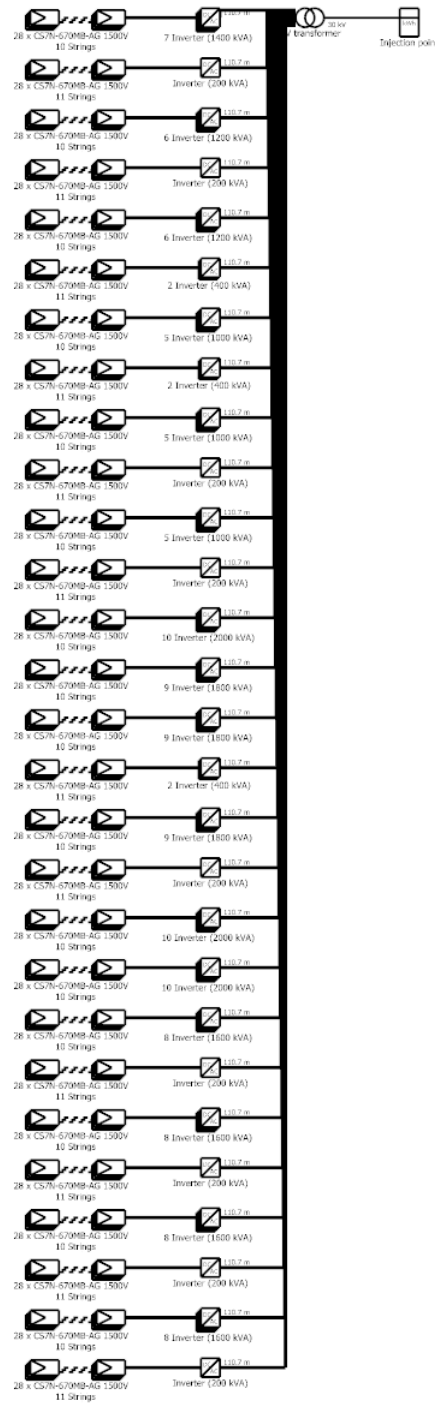 110.7 m
30 kV
28 x CS7N-670MB-AG 1500V 7 Inverter (1400 kVA) V transformer Injection poin
10 Strings
110.7 m
28 x CS7N-670MB-AG 1500V Inverter (200 kVA)
11 Strings
110.7 m
28 x CS7N-670MB-AG 1500V 6 Inverter (1200 kVA)
10 Strings
110.7 m
28 x CS7N-670MB-AG 1500V Inverter (200 kVA)
11 Strings
110.7 m
28 x CS7N-670MB-AG 1500V 6 Inverter (1200 kVA)
10 Strings
110.7 m
28 x CS7N-670MB-AG 1500V 2 Inverter (400 kVA)
11 Strings
110.7 m
28 x CS7N-670MB-AG 1500V 5 Inverter (1000 kVA)
10 Strings
110.7 m
28 x CS7N-670MB-AG 1500V 2 Inverter (400 kVA)
11 Strings
110.7 m
28 x CS7N-670MB-AG 1500V 5 Inverter (1000 kVA)
10 Strings
110.7 m
28 x CS7N-670MB-AG 1500V Inverter (200 kVA)
11 Strings
110.7 m
28 x CS7N-670MB-AG 1500V 5 Inverter (1000 kVA)
10 Strings
110.7 m
28 x CS7N-670MB-AG 1500V Inverter (200 kVA)
11 Strings
110.7 m
28 x CS7N-670MB-AG 1500V 10 Inverter (2000 kVA)
10 Strings
110.7 m
28 x CS7N-670MB-AG 1500V 9 Inverter (1800 kVA)
10 Strings
110.7 m
28 x CS7N-670MB-AG 1500V 9 Inverter (1800 kVA)
10 Strings
110.7 m
28 x CS7N-670MB-AG 1500V 2 Inverter (400 kVA)
11 Strings
110.7 m
28 x CS7N-670MB-AG 1500V 9 Inverter (1800 kVA)
10 Strings
110.7 m
28 x CS7N-670MB-AG 1500V Inverter (200 kVA)
11 Strings
110.7 m
28 x CS7N-670MB-AG 1500V 10 Inverter (2000 kVA)
10 Strings
110.7 m
28 x CS7N-670MB-AG 1500V 10 Inverter (2000 kVA)
10 Strings
110.7 m
28 x CS7N-670MB-AG 1500V 8 Inverter (1600 kVA)
10 Strings
110.7 m
28 x CS7N-670MB-AG 1500V Inverter (200 kVA)
11 Strings
110.7 m
28 x CS7N-670MB-AG 1500V 8 Inverter (1600 kVA)
10 Strings
110.7 m
28 x CS7N-670MB-AG 1500V Inverter (200 kVA)
11 Strings
110.7 m
28 x CS7N-670MB-AG 1500V 8 Inverter (1600 kVA)
10 Strings
110.7 m
28 x CS7N-670MB-AG 1500V Inverter (200 kVA)
11 Strings
110.7 m
28 x CS7N-670MB-AG 1500V 8 Inverter (1600 kVA)
10 Strings
110.7 m
28 x CS7N-670MB-AG 1500V Inverter (200 kVA)
11 Strings